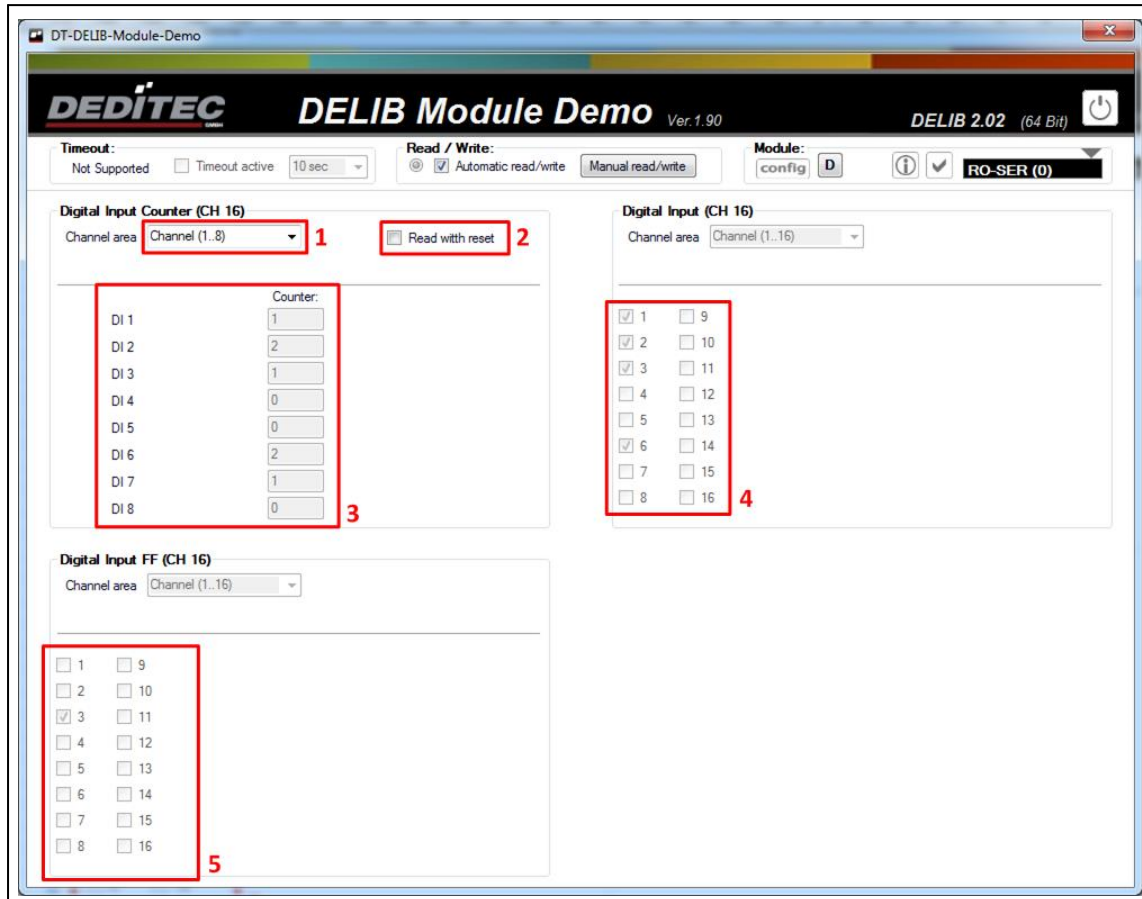 DT-DELIB-Module-Demo
DEDITEC
GMBH
DELIB Module Demo Ver.1.90
DELIB 2.02 (64 Bit)
Timeout:
Not Supported Timeout active 10 sec
Read / Write:
Automatic read/write Manual read/write
Module:
config D
RO-SER (0)
Digital Input Counter (CH 16)
Channel area Channel (1..8) 1 Read witth reset 2
Counter:
DI 1 1
DI 2 2
DI 3 1
DI 4 0
DI 5 0
DI 6 2
DI 7 1
DI 8 0
3
Digital Input (CH 16)
Channel area Channel (1..16)
1 9
2 10
3 11
4 12
5 13
6 14
7 15
8 16
4
Digital Input FF (CH 16)
Channel area Channel (1..16)
1 9
2 10
3 11
4 12
5 13
6 14
7 15
8 16
5